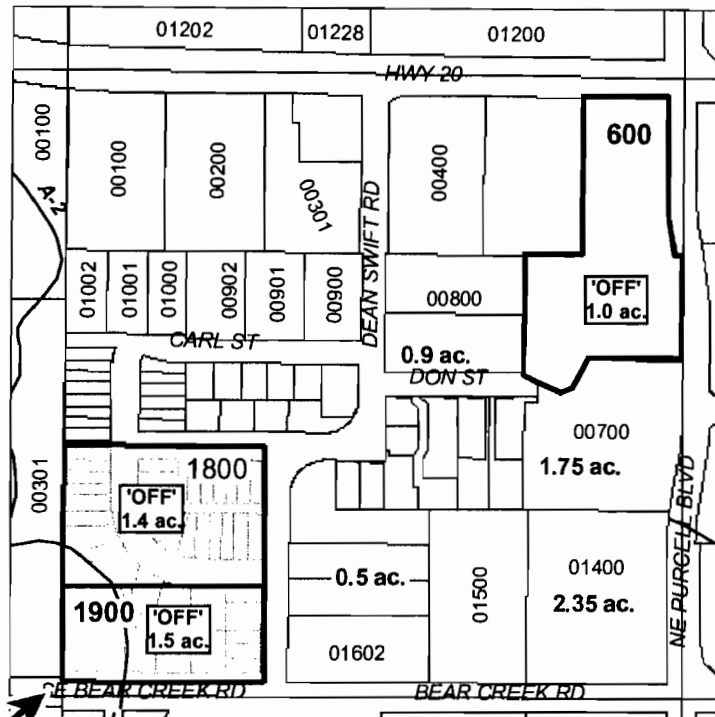 01202
01228
01200
HWY 20
00100
A-2
00100
00200
00301
DEAN SWIFT RD
00400
600
01002
01001
01000
00902
00901
00900
00800
'OFF'
1.0 ac.
CARL ST
0.9 ac.
DON ST
00700
1.75 ac.
NE PURCELL BLVD
00301
1800
'OFF'
1.4 ac.
0.5 ac.
01500
01400
2.35 ac.
1900
'OFF'
1.5 ac.
01602
BEAR CREEK RD
BEAR CREEK RD